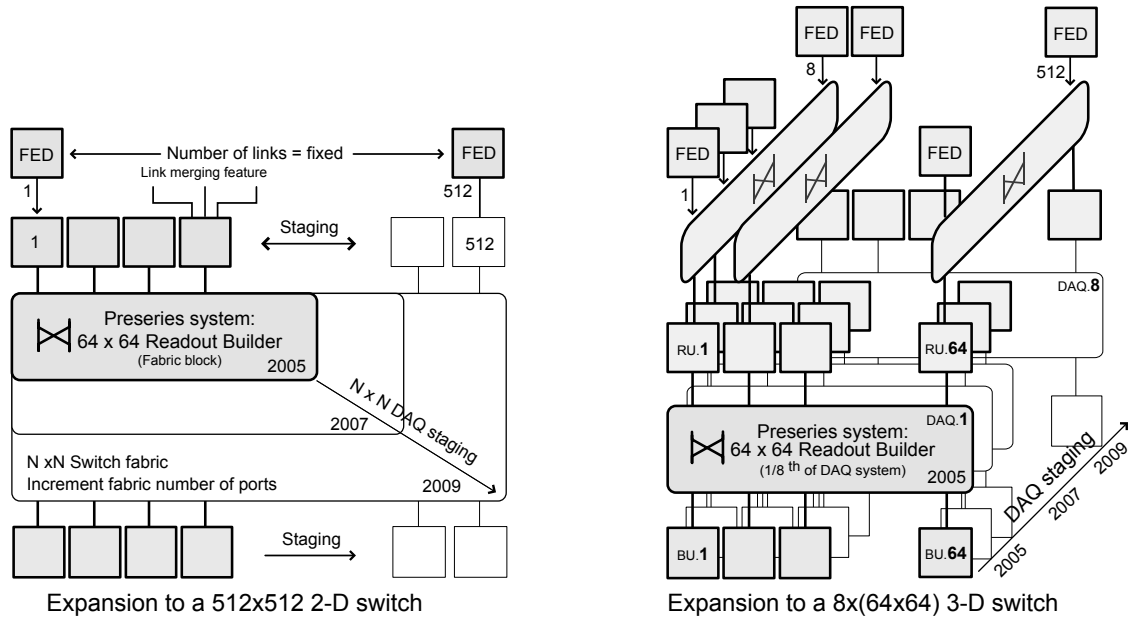 FED
FED
Number of links = fixed
Link merging feature
1
512
1
Staging
512
Preseries system:
64 x 64 Readout Builder
(Fabric block)
2005
N x N DAQ staging
2007
N xN Switch fabric
Increment fabric number of ports
2009
Staging
Expansion to a 512x512 2-D switch
FED
FED
FED
8
512
FED
FED
1
DAQ.8
RU.1
RU.64
DAQ.1
Preseries system:
64 x 64 Readout Builder
(1/8 th of DAQ system)
2005
DAQ staging
2009
2007
2005
BU.1
BU.64
Expansion to a 8x(64x64) 3-D switch